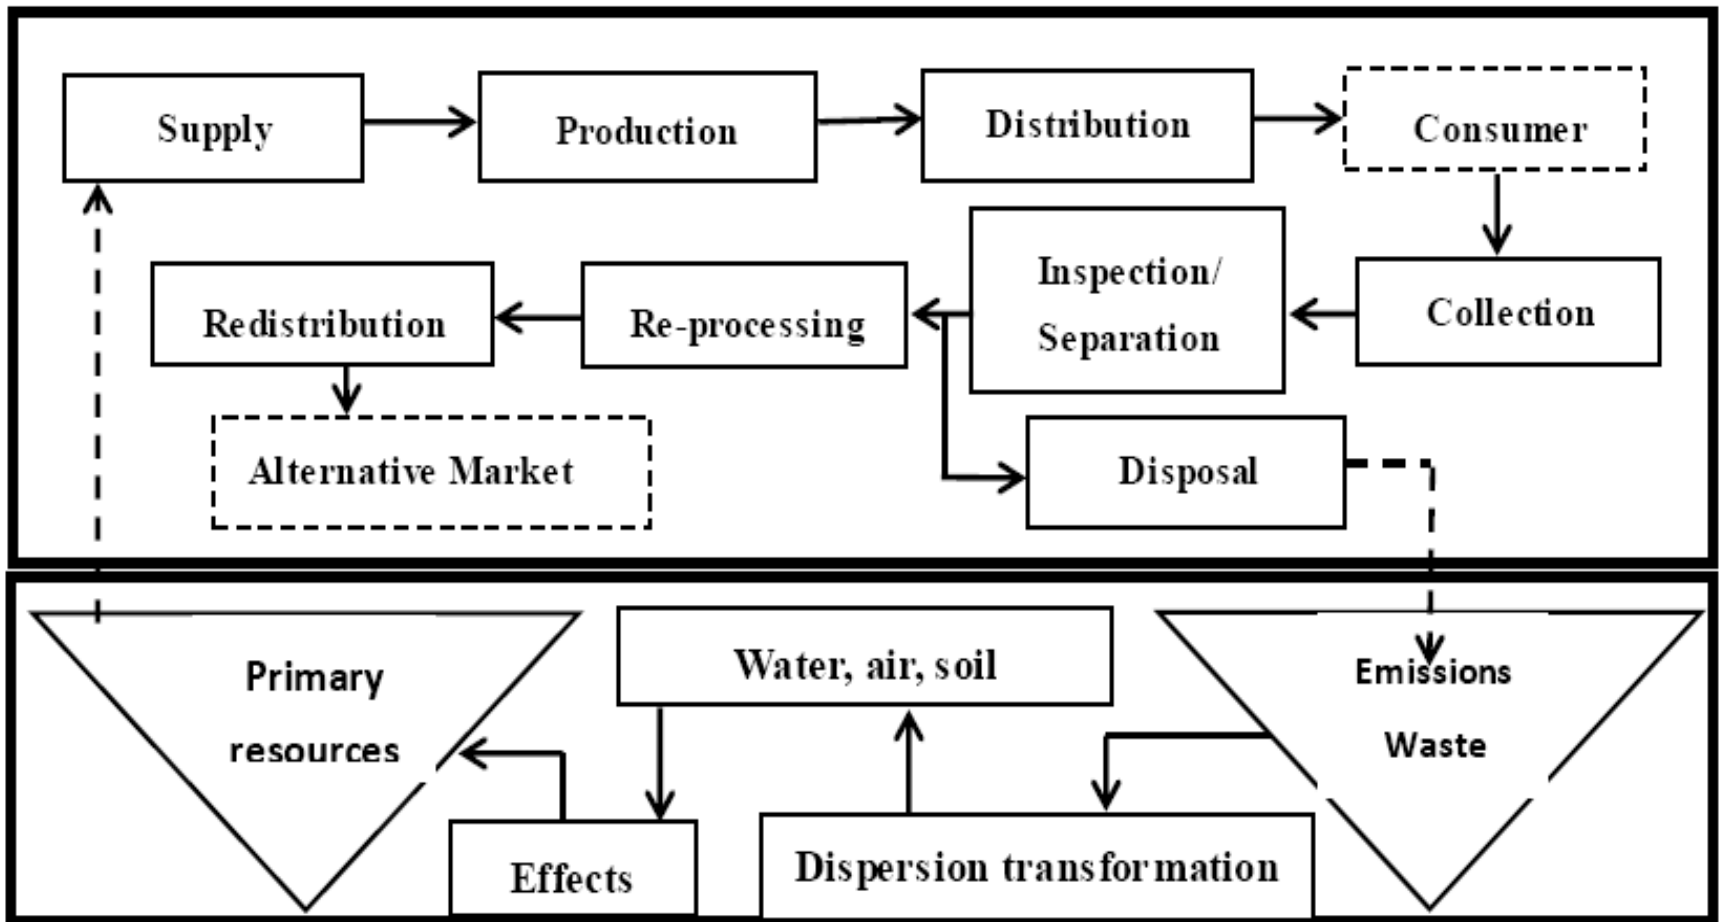 Supply
Production
Distribution
Consumer
Redistribution
Re-processing
Inspection/
Separation
Collection
Alternative Market
Disposal
Primary
resources
Water, air, soil
Emissions
Waste
Effects
Dispersion transformation